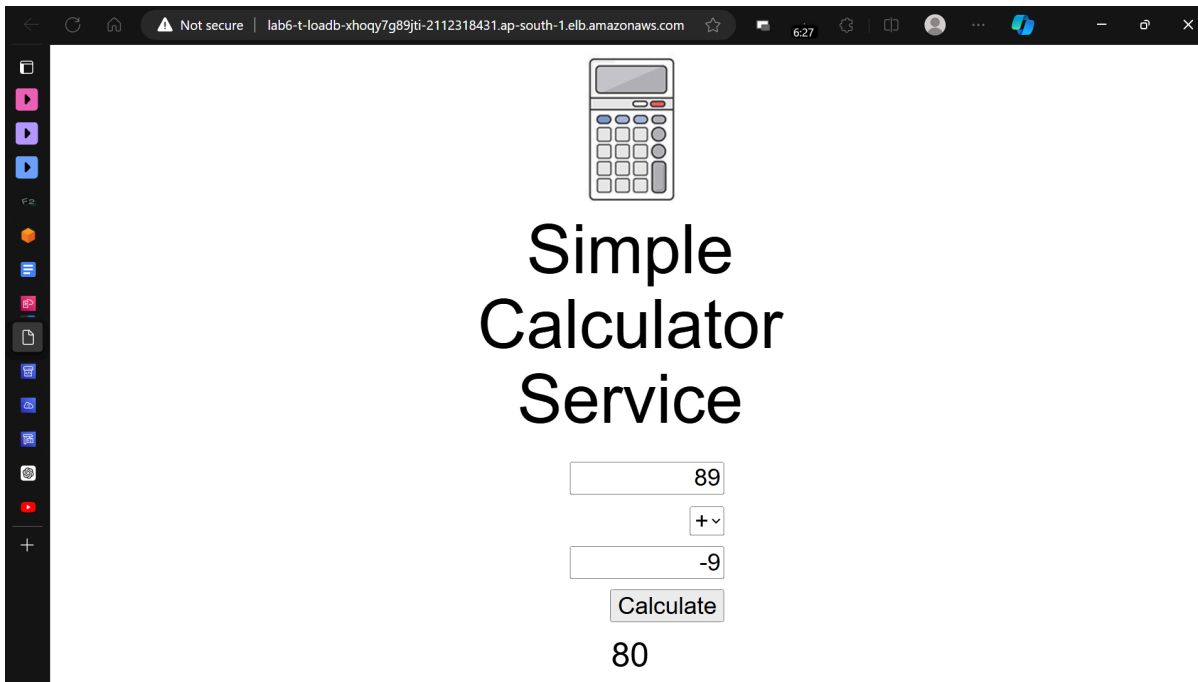 Not secure
lab6-t-loadb-xhoqy7g89jti-2112318431.ap-south-1.elb.amazonaws.com
6:27
F2
Simple
Calculator
Service
89
+
-9
Calculate
80